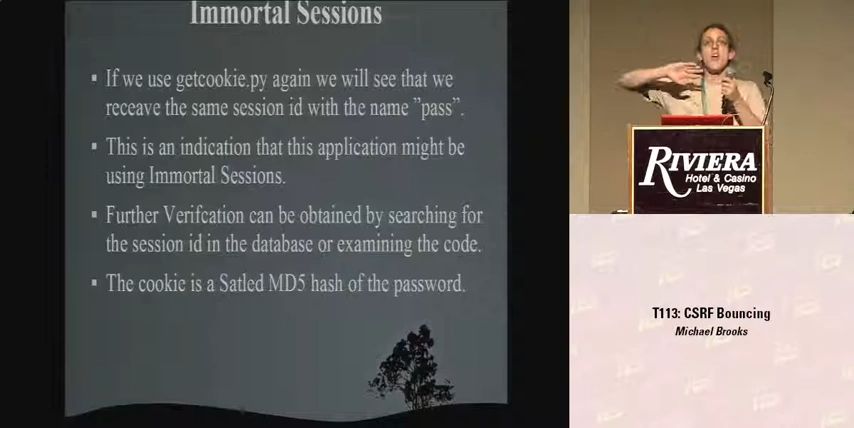 Immortal Sessions
▪ If we use getcookie.py again we will see that we
receave the same session id with the name ”pass”.
▪ This is an indication that this application might be
using Immortal Sessions.
▪ Further Verifcation can be obtained by searching for
the session id in the database or examining the code.
▪ The cookie is a Satled MD5 hash of the password.
RIVIERA
Hotel & Casino
Las Vegas
T113: CSRF Bouncing
Michael Brooks